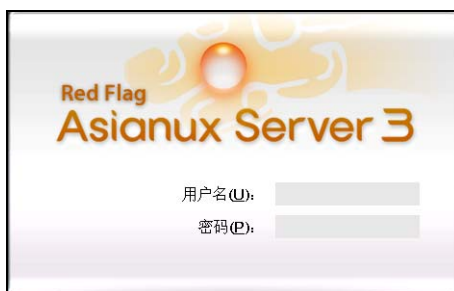 Red Flag
Asianux Server 3
用户名(U):
密码(P):